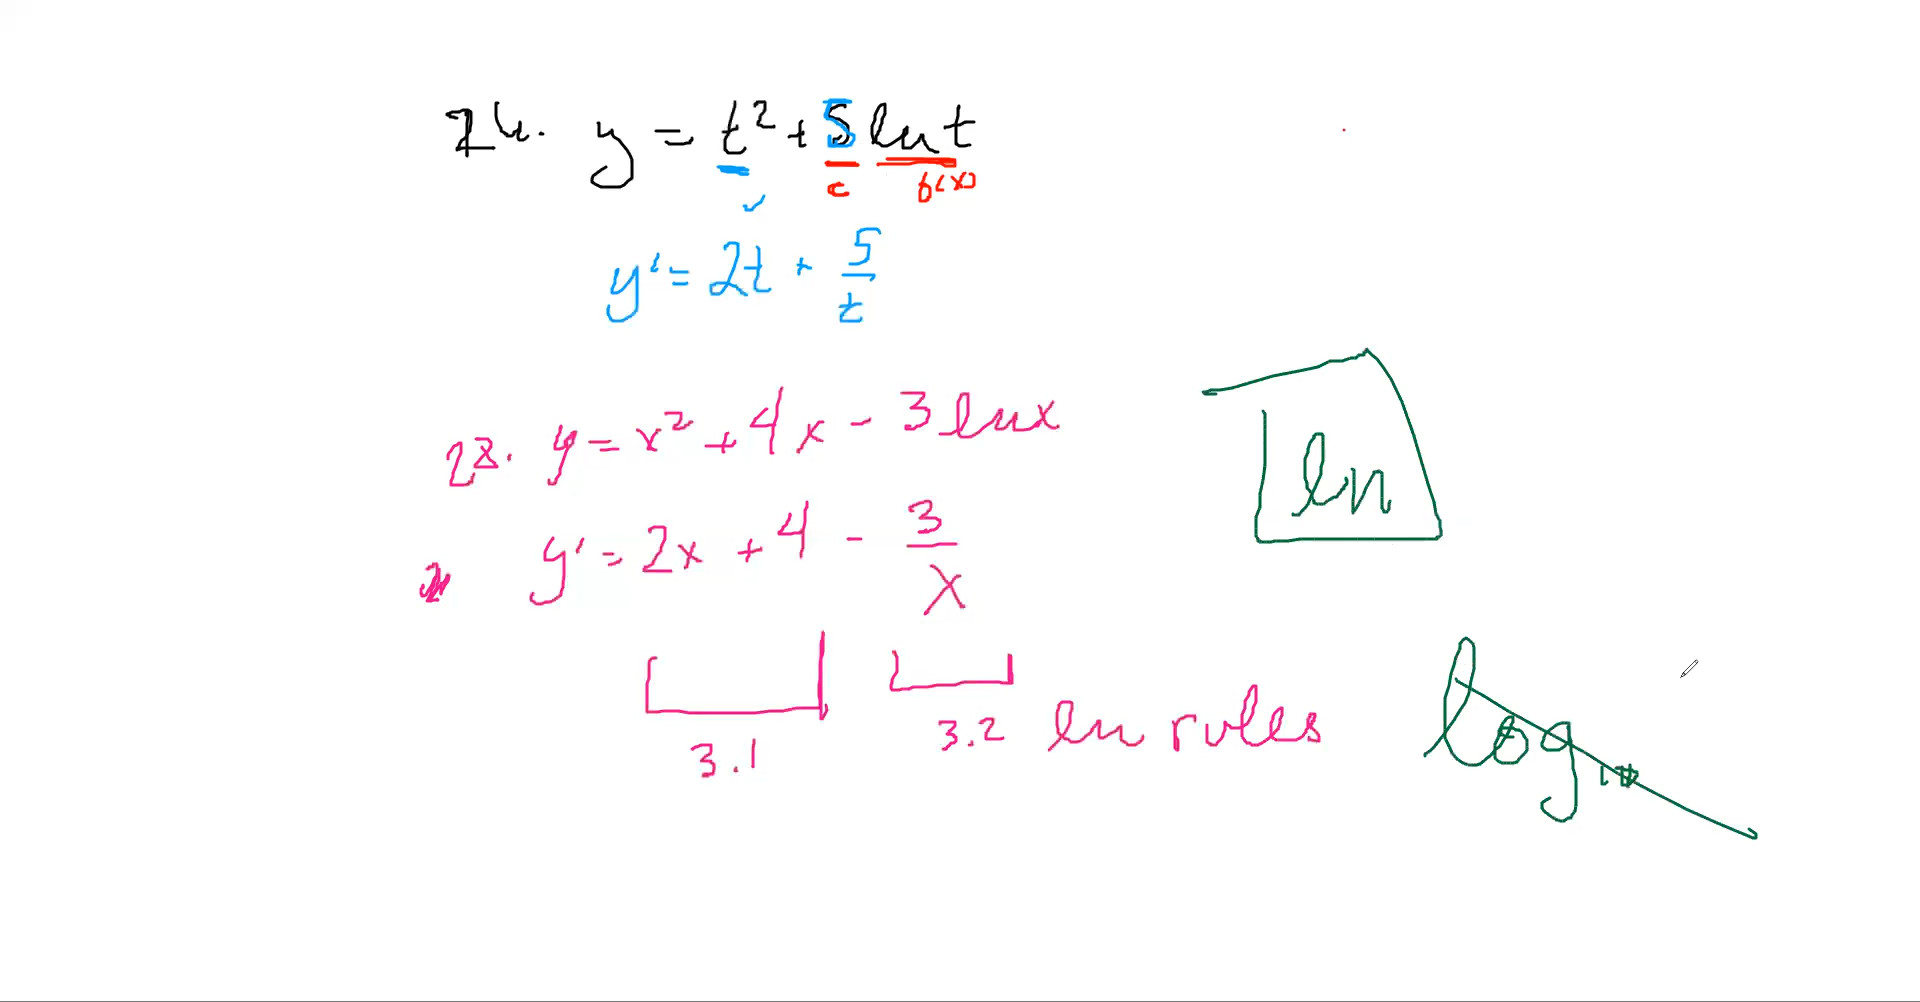 24. y = t² + 5 ln t
c f(x)
y' = 2t + 5/t
28. y = x² + 4x - 3 ln x
ln
y' = 2x + 4 - 3/x
3.1
3.2 ln rules
log